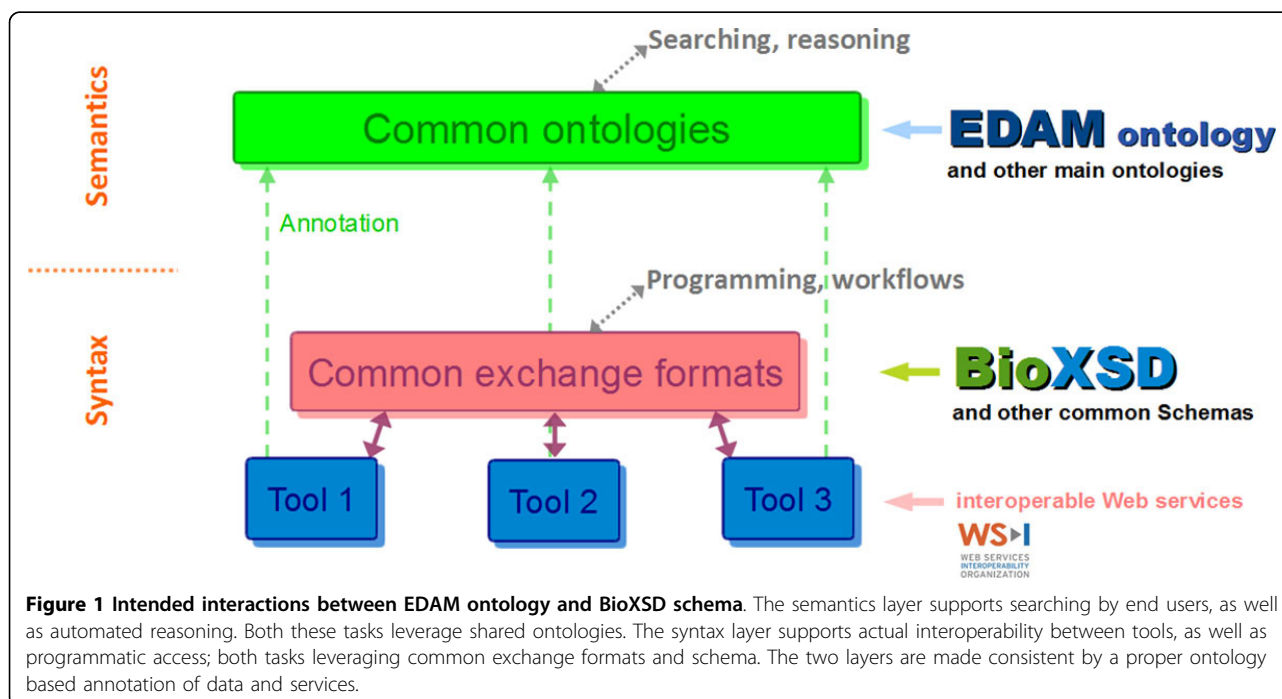 Searching, reasoning
Semantics
Common ontologies
EDAM ontology
and other main ontologies
Annotation
Programming, workflows
Syntax
Common exchange formats
BioXSD
and other common Schemas
Tool 1
Tool 2
Tool 3
interoperable Web services
WS I
WEB SERVICES
INTEROPERABILITY
ORGANIZATION
Figure 1 Intended interactions between EDAM ontology and BioXSD schema. The semantics layer supports searching by end users, as well
as automated reasoning. Both these tasks leverage shared ontologies. The syntax layer supports actual interoperability between tools, as well as
programmatic access; both tasks leveraging common exchange formats and schema. The two layers are made consistent by a proper ontology
based annotation of data and services.